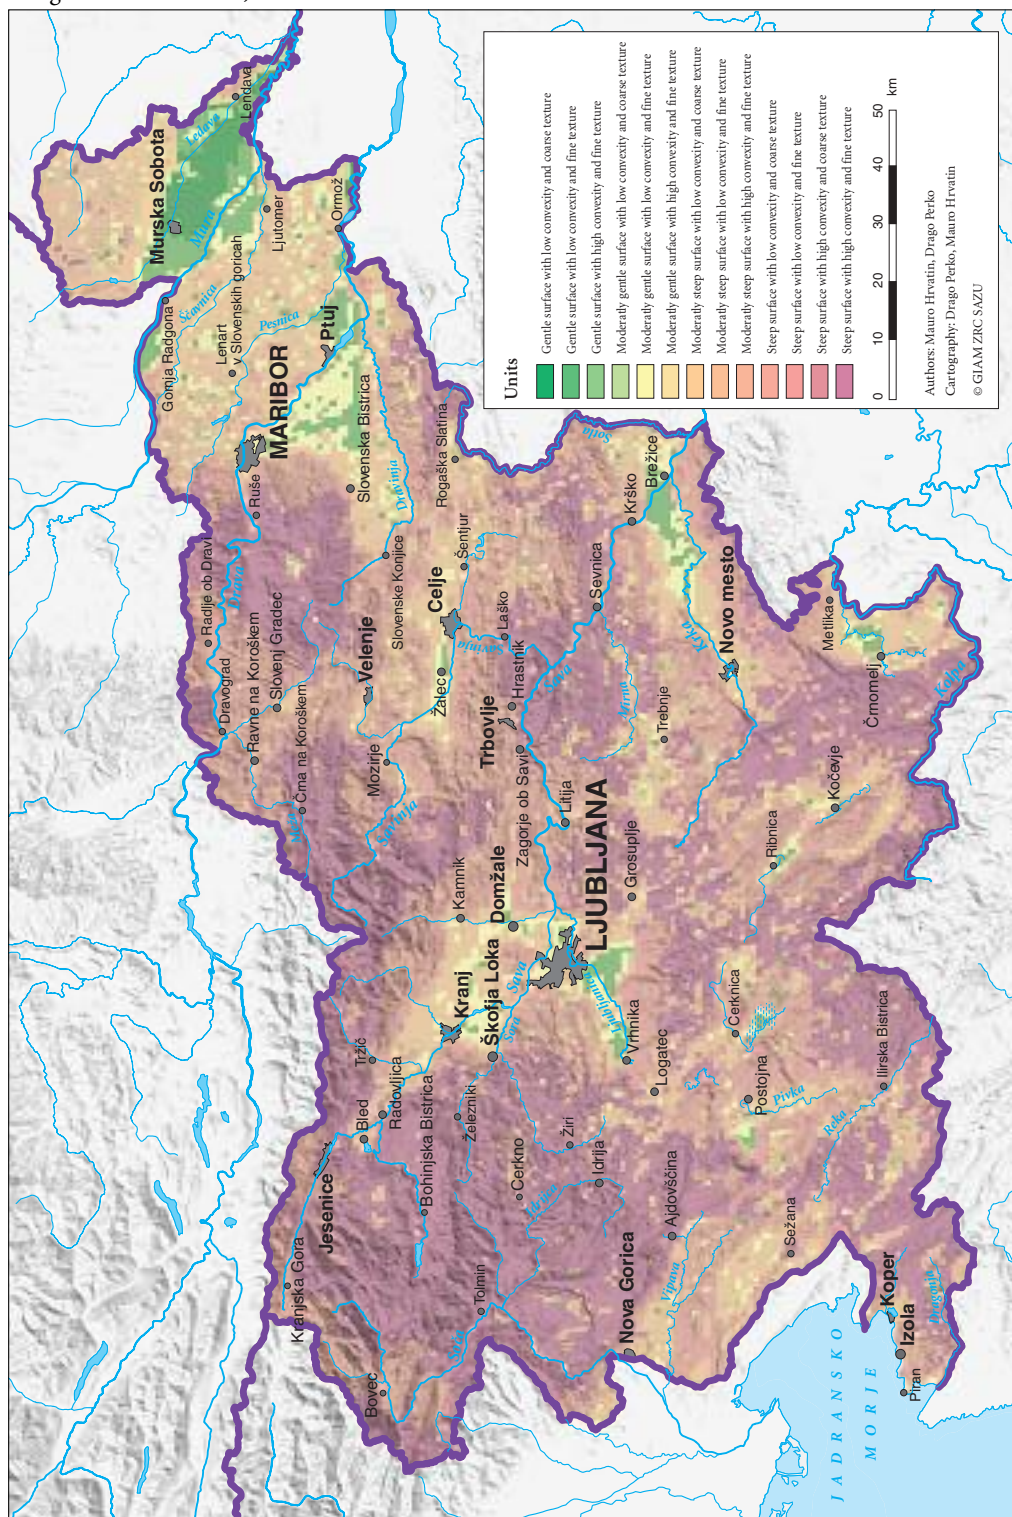 Units
Gentle surface with low convexity and coarse texture
Gentle surface with low convexity and fine texture
Gentle surface with high convexity and fine texture
Moderatly gentle surface with low convexity and coarse texture
Moderatly gentle surface with low convexity and fine texture
Moderatly gentle surface with high convexity and fine texture
Moderatly steep surface with low convexity and coarse texture
Moderatly steep surface with low convexity and fine texture
Moderatly steep surface with high convexity and fine texture
Steep surface with low convexity and coarse texture
Steep surface with low convexity and fine texture
Steep surface with high convexity and coarse texture
Steep surface with high convexity and fine texture
0 10 20 30 40 50 km
Authors: Mauro Hrvatin, Drago Perko
Cartography: Drago Perko, Mauro Hrvatin
© GIAM ZRC SAZU
Murska Sobota
Lendava
Ledava
Mura
Ljutomer
Ormož
Gornja Radgona
Ščavnica
Lenart
v Slovenskih goricah
Pesnica
Ptuj
MARIBOR
Ruše
Slovenska Bistrica
Dravinja
Rogaška Slatina
Radlje ob Dravi
Drava
Dravograd
Ravne na Koroškem
Slovenj Gradec
Črna na Koroškem
Meža
Velenje
Slovenske Konjice
Mozirje
Savinja
Celje
Šentjur
Žalec
Laško
Savinja
Hrastnik
Trbovlje
Zagorje ob Savi
Sava
Sevnica
Krško
Brežice
Sotla
Krka
Novo mesto
Mirna
Trebnje
Litija
Metlika
Črnomelj
Kolpa
Kočevje
Ribnica
Grosuplje
LJUBLJANA
Domžale
Kamnik
Kranj
Škofja Loka
Sava
Sora
Ljubljanica
Vrhnika
Logatec
Cerknica
Postojna
Pivka
Ilirska Bistrica
Reka
Tržič
Radovljica
Bled
Bohinjska Bistrica
Železniki
Žiri
Cerkno
Idrija
Idrijca
Jesenice
Kranjska Gora
Bovec
Soča
Tolmin
Nova Gorica
Ajdovščina
Vipava
Sežana
Koper
Izola
Piran
Dragonja
JADRANSKO
MORJE